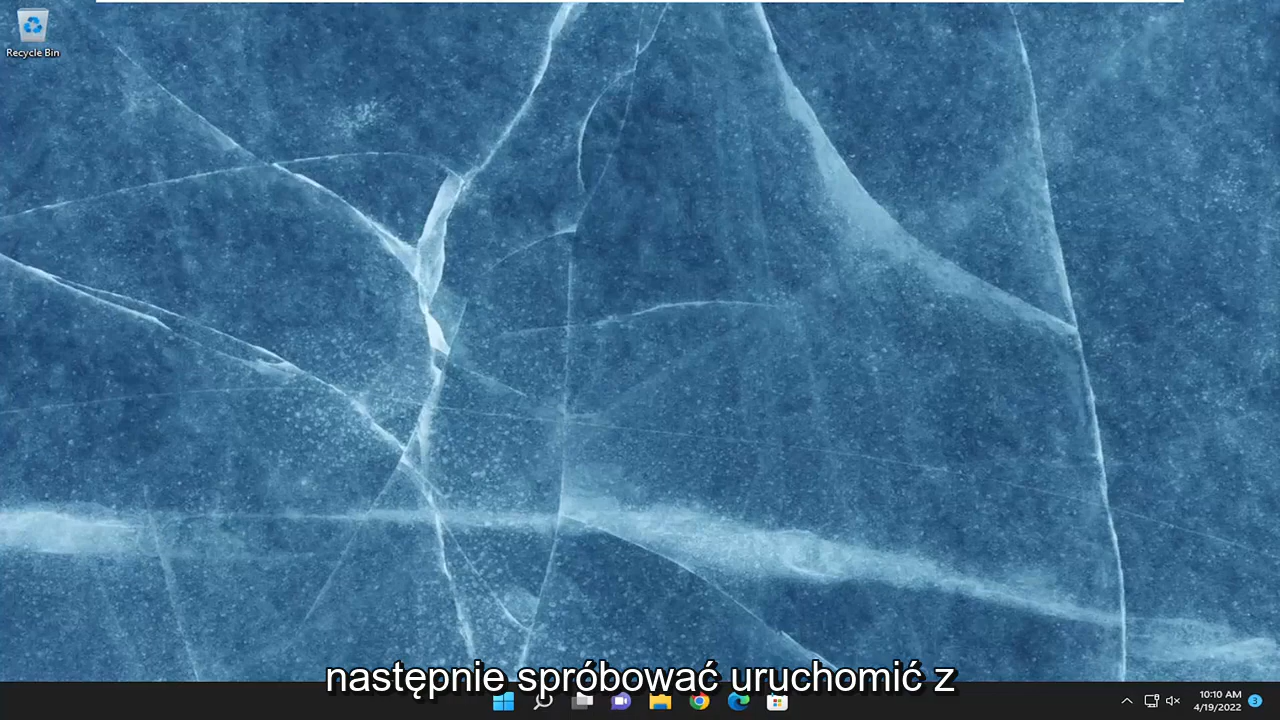 Recycle Bin
następnie spróbować uruchomić z
10:10 AM
4/19/2022
3